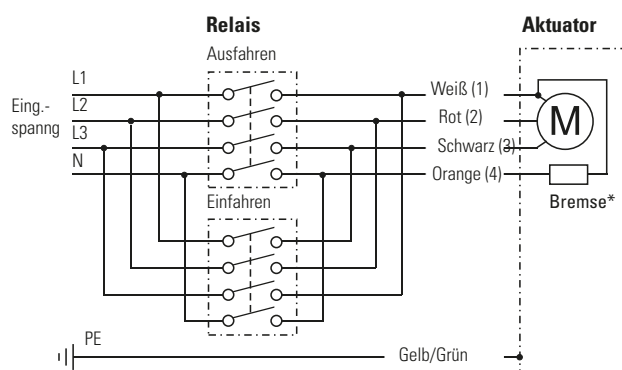 Relais
Aktuator
Ausfahren
L1
Weiß (1)
Eing.-
spanng
L2
Rot (2)
M
L3
Schwarz (3)
N
Orange (4)
Einfahren
Bremse*
PE
Gelb/Grün